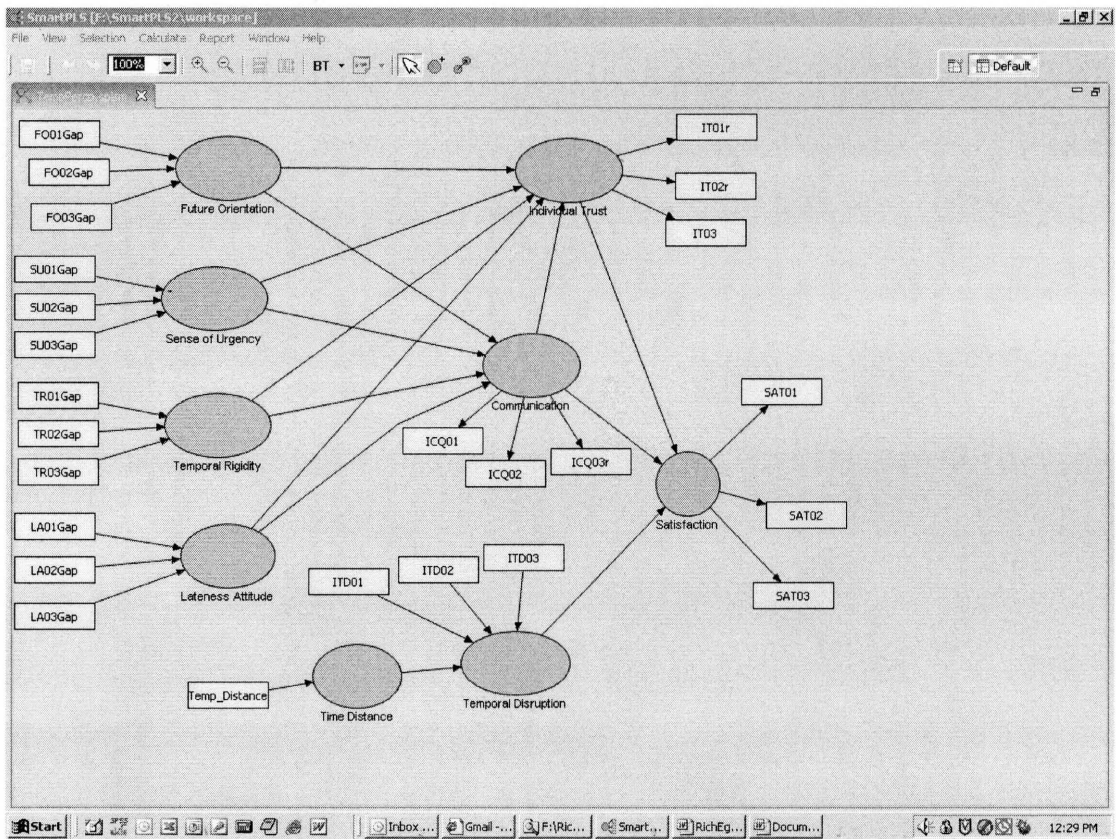 SmartPLS [F:\SmartPLS2\workspace]
File View Selection Calculate Report Window Help
100% BT Default
FO01Gap
FO02Gap
FO03Gap
Future Orientation
IT01r
IT02r
IT03
Individual Trust
SU01Gap
SU02Gap
SU03Gap
Sense of Urgency
TR01Gap
TR02Gap
TR03Gap
Temporal Rigidity
Communication
ICQ01
ICQ02
ICQ03r
SAT01
SAT02
SAT03
Satisfaction
LA01Gap
LA02Gap
LA03Gap
Lateness Attitude
ITD01
ITD02
ITD03
Temp_Distance
Time Distance
Temporal Disruption
Start Inbox ... Gmail -... F:\Ric... Smart... RichEg... Docum... 12:29 PM